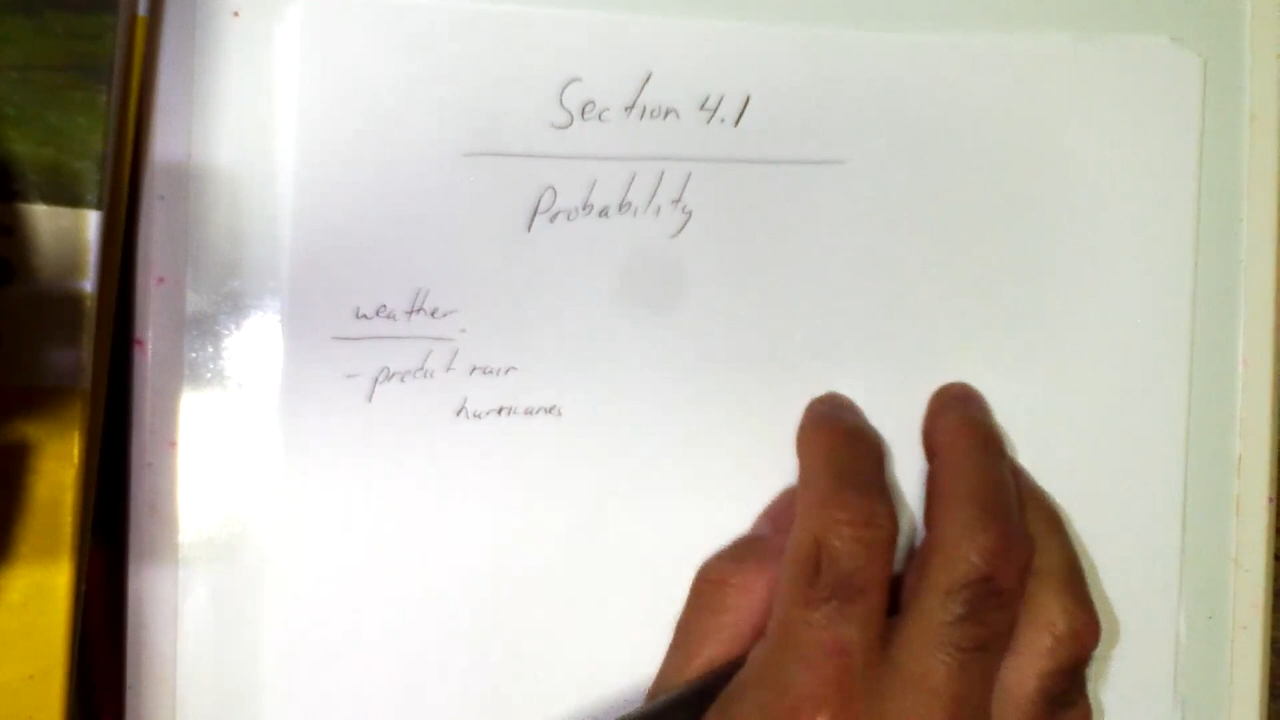 Section 4.1
Probability
weather
- predict rain
hurricanes